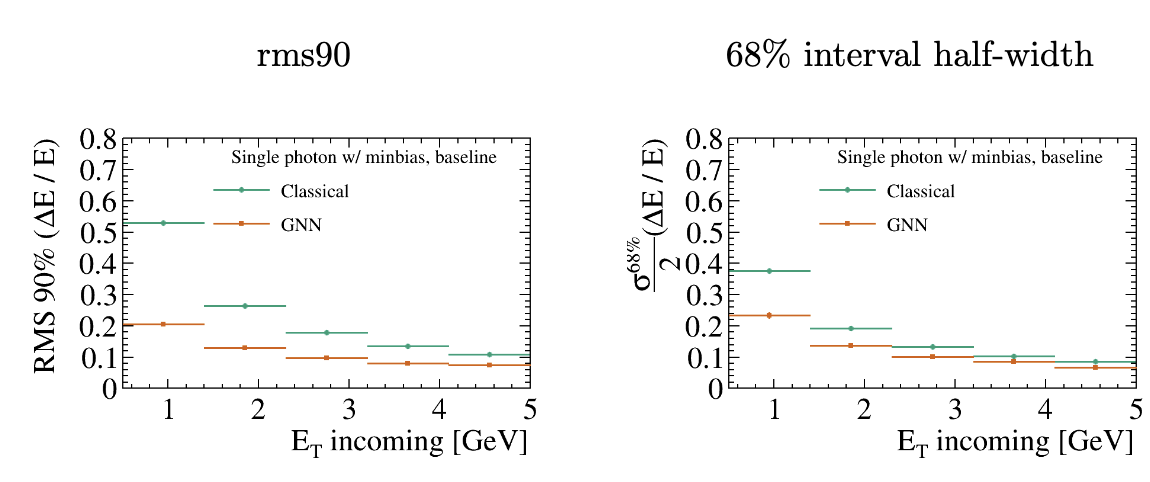 rms90
68% interval half-width
RMS 90% (ΔE / E)
0.8
0.7
0.6
0.5
0.4
0.3
0.2
0.1
0
Single photon w/ minbias, baseline
Classical
GNN
1 2 3 4 5
E_T incoming [GeV]
σ^68%/2 (ΔE / E)
0.8
0.7
0.6
0.5
0.4
0.3
0.2
0.1
0
Single photon w/ minbias, baseline
Classical
GNN
1 2 3 4 5
E_T incoming [GeV]